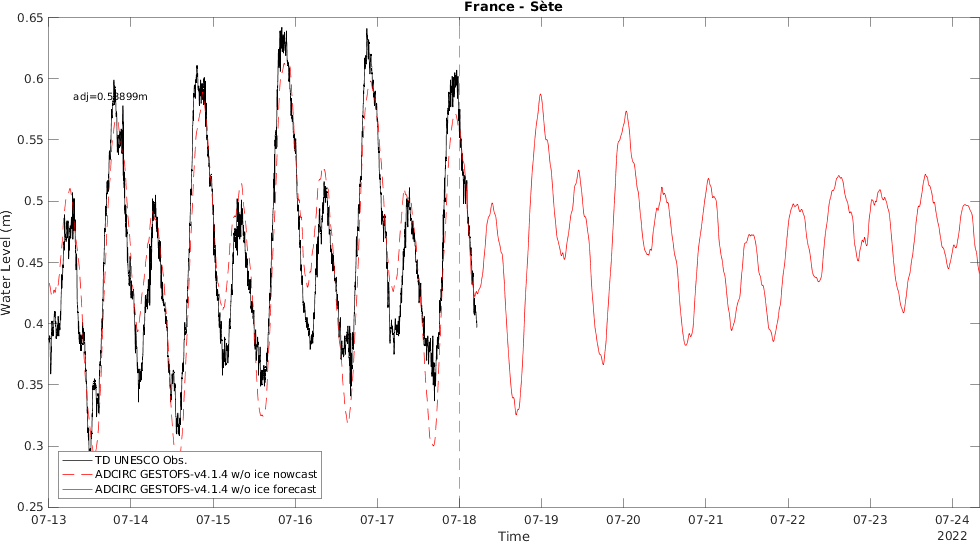 France - Sète
0.65
0.6
0.55
0.5
0.45
0.4
0.35
0.3
0.25
Water Level (m)
adj=0.53899m
TD UNESCO Obs.
ADCIRC GESTOFS-v4.1.4 w/o ice nowcast
ADCIRC GESTOFS-v4.1.4 w/o ice forecast
07-13 07-14 07-15 07-16 07-17 07-18 07-19 07-20 07-21 07-22 07-23 07-24
Time
2022